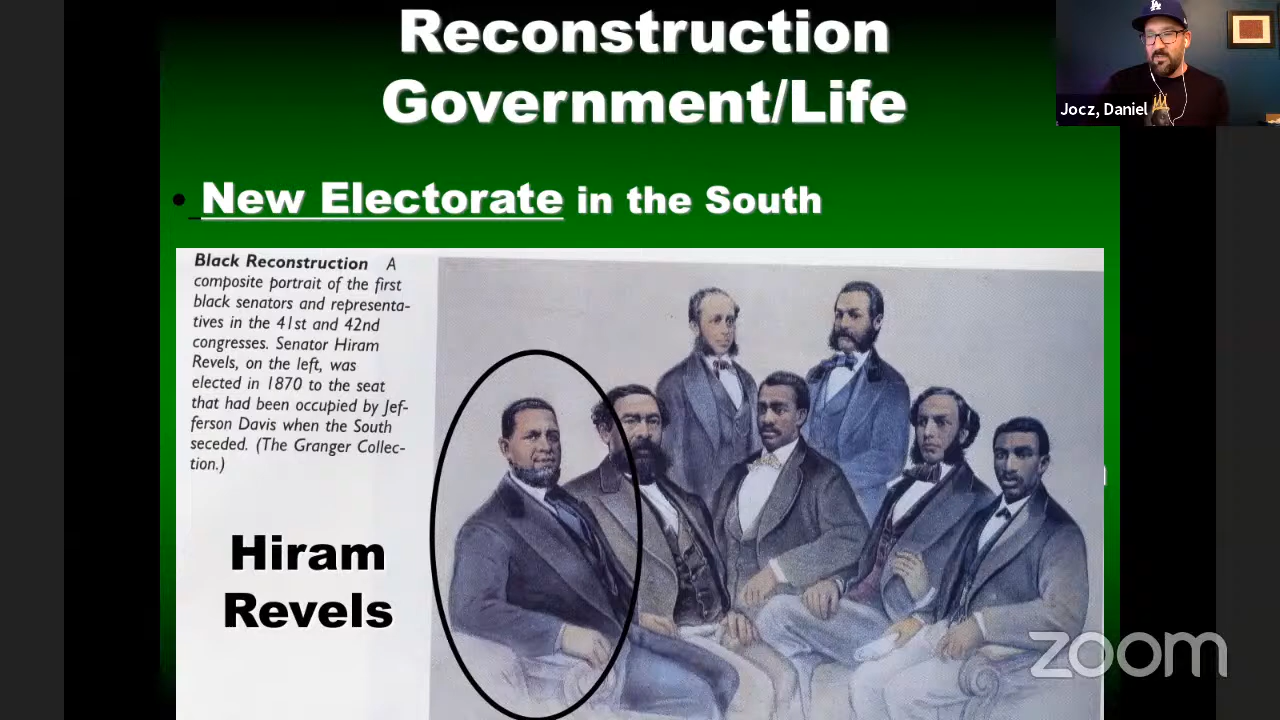 Reconstruction
Government/Life
Jocz, Daniel
• New Electorate in the South
Black Reconstruction A
composite portrait of the first
black senators and representa-
tives in the 41st and 42nd
congresses. Senator Hiram
Revels, on the left, was
elected in 1870 to the seat
that had been occupied by Jef-
ferson Davis when the South
seceded. (The Granger Collec-
tion.)
Hiram
Revels
zoom